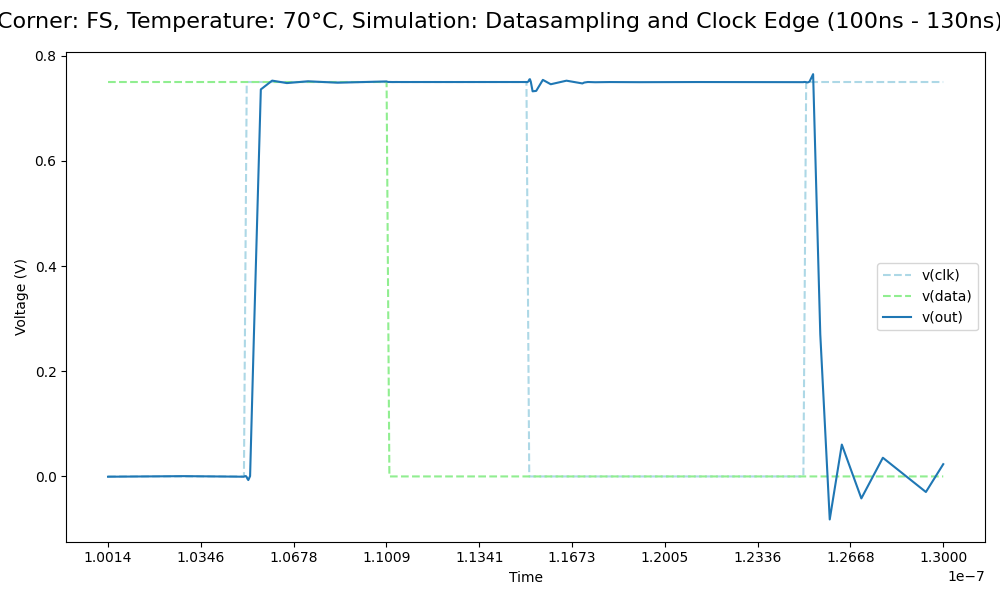 Corner: FS, Temperature: 70°C, Simulation: Datasampling and Clock Edge (100ns - 130ns)
0.8
0.6
0.4
0.2
0.0
Voltage (V)
v(clk)
v(data)
v(out)
1.0014 1.0346 1.0678 1.1009 1.1341 1.1673 1.2005 1.2336 1.2668 1.3000
1e−7
Time